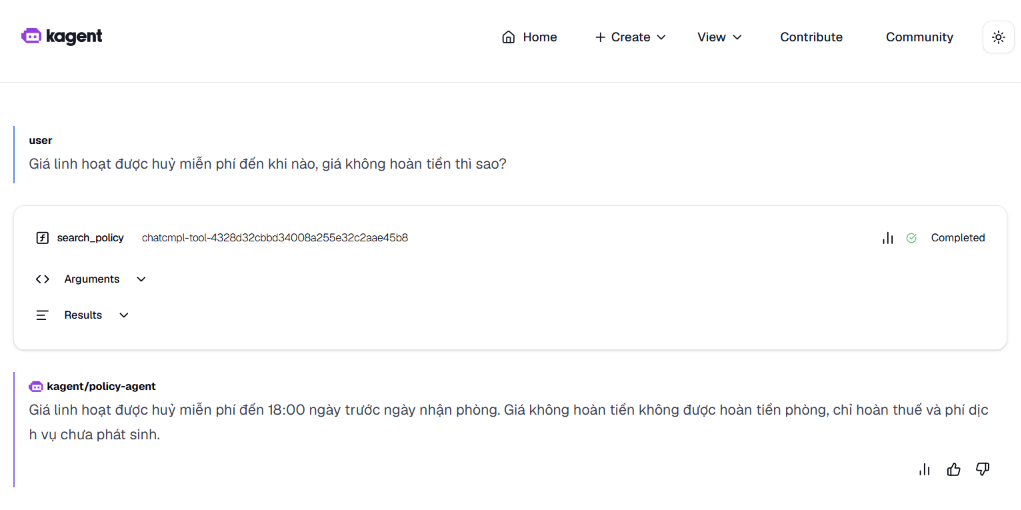 kagent
Home
Create
View
Contribute
Community
user
Giá linh hoạt được huỷ miễn phí đến khi nào, giá không hoàn tiền thì sao?
search_policy chatcmpl-tool-4328d32cbbd34008a255e32c2aae45b8 Completed
Arguments
Results
kagent/policy-agent
Giá linh hoạt được huỷ miễn phí đến 18:00 ngày trước ngày nhận phòng. Giá không hoàn tiền không được hoàn tiền phòng, chỉ hoàn thuế và phí dịc
h vụ chưa phát sinh.